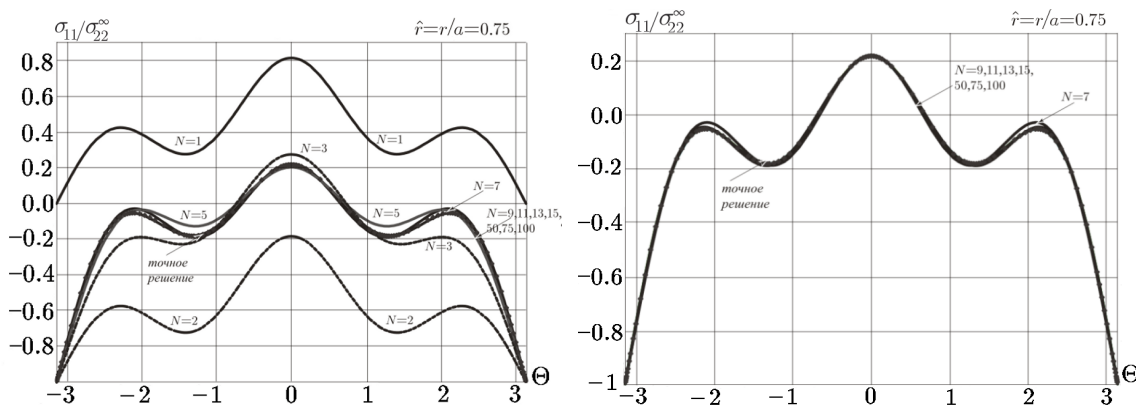 σ₁₁/σ₂₂^∞
r̂=r/a=0.75
0.8
0.6
0.4
N=1
N=1
0.2
N=3
0.0
N=5
N=5
N=7
N=9,11,13,15,
50,75,100
−0.2
N=3
точное
решение
−0.4
−0.6
N=2
N=2
−0.8
−3 −2 −1 0 1 2 3 Θ
σ₁₁/σ₂₂^∞
r̂=r/a=0.75
0.2
N=9,11,13,15,
50,75,100
N=7
0.0
−0.2
точное
решение
−0.4
−0.6
−0.8
−1
−3 −2 −1 0 1 2 3 Θ